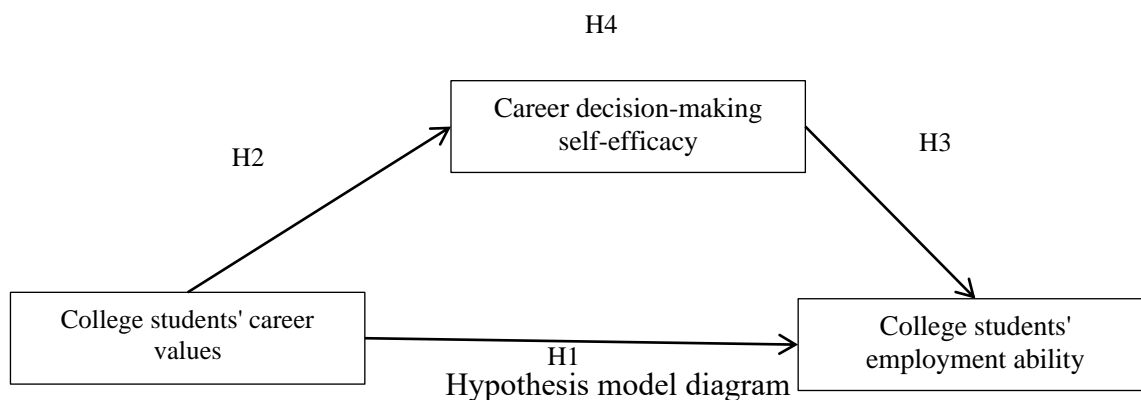 H4
Career decision-making
self-efficacy
H2
H3
College students' career
values
H1
College students'
employment ability
Hypothesis model diagram